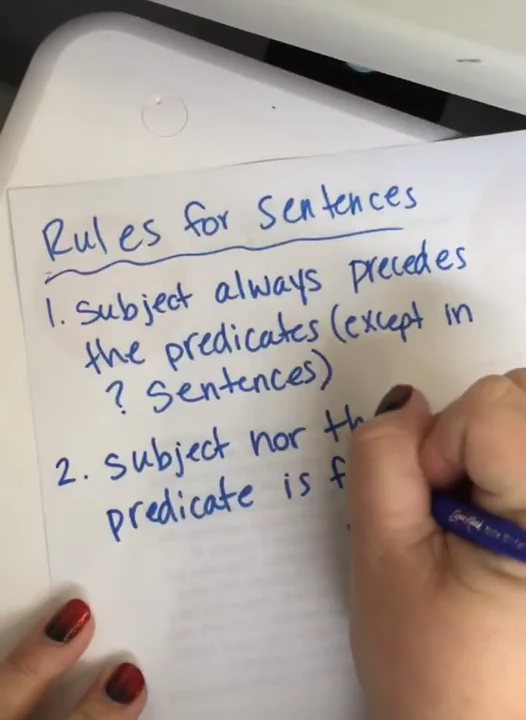 Rules for Sentences
1. subject always precedes
the predicates (except in
? Sentences)
2. subject nor
predicate is